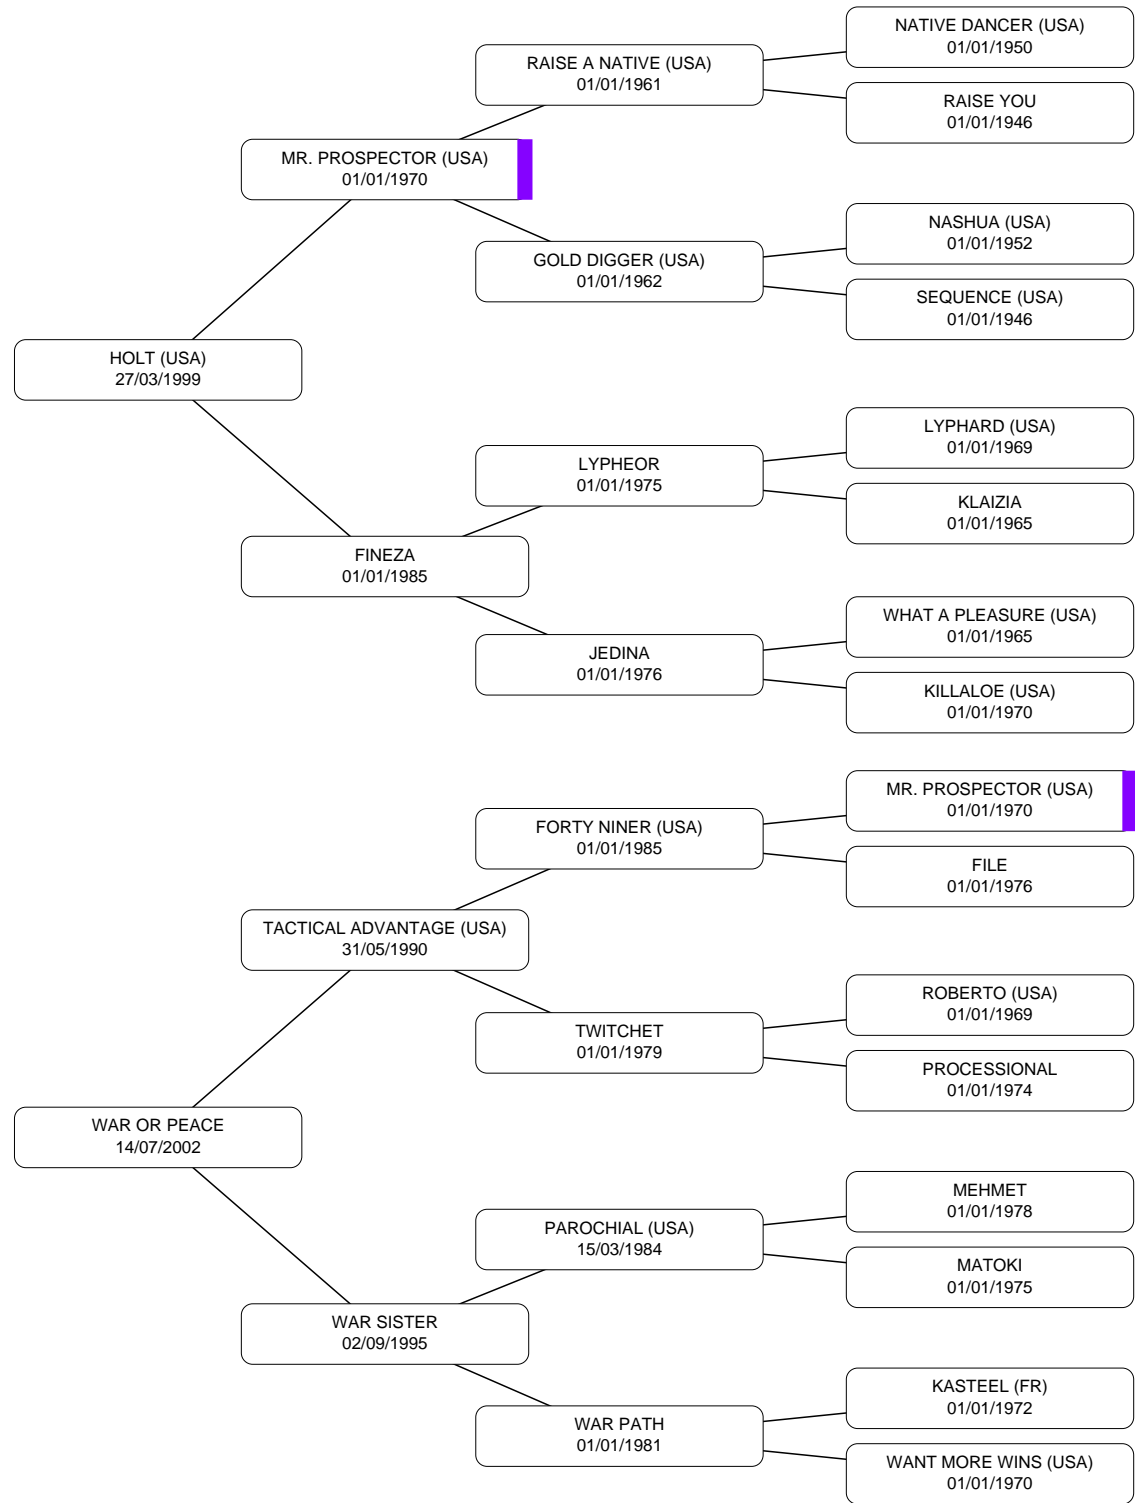 NATIVE DANCER (USA)
01/01/1950
RAISE A NATIVE (USA)
01/01/1961
RAISE YOU
01/01/1946
MR. PROSPECTOR (USA)
01/01/1970
NASHUA (USA)
01/01/1952
GOLD DIGGER (USA)
01/01/1962
SEQUENCE (USA)
01/01/1946
HOLT (USA)
27/03/1999
LYPHARD (USA)
01/01/1969
LYPHEOR
01/01/1975
KLAIZIA
01/01/1965
FINEZA
01/01/1985
WHAT A PLEASURE (USA)
01/01/1965
JEDINA
01/01/1976
KILLALOE (USA)
01/01/1970
MR. PROSPECTOR (USA)
01/01/1970
FORTY NINER (USA)
01/01/1985
FILE
01/01/1976
TACTICAL ADVANTAGE (USA)
31/05/1990
ROBERTO (USA)
01/01/1969
TWITCHET
01/01/1979
PROCESSIONAL
01/01/1974
WAR OR PEACE
14/07/2002
MEHMET
01/01/1978
PAROCHIAL (USA)
15/03/1984
MATOKI
01/01/1975
WAR SISTER
02/09/1995
KASTEEL (FR)
01/01/1972
WAR PATH
01/01/1981
WANT MORE WINS (USA)
01/01/1970